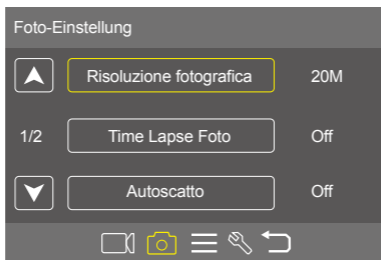 Foto-Einstellung
Risoluzione fotografica 20M
1/2 Time Lapse Foto Off
Autoscatto Off